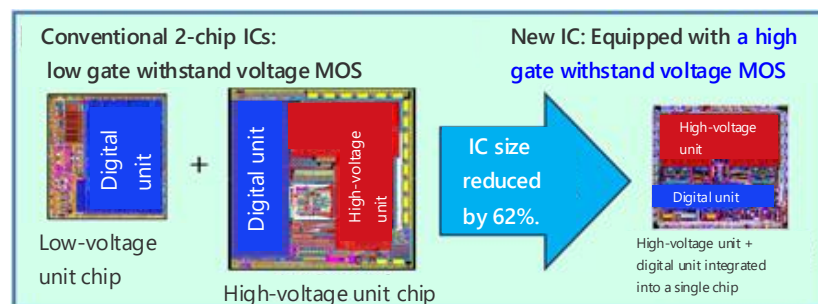 Conventional 2-chip ICs:
low gate withstand voltage MOS
Digital
unit
+
Digital unit
High-voltage
unit
Low-voltage
unit chip
High-voltage unit chip
IC size
reduced
by 62%.
New IC: Equipped with a high
gate withstand voltage MOS
High-voltage
unit
Digital unit
High-voltage unit +
digital unit integrated
into a single chip